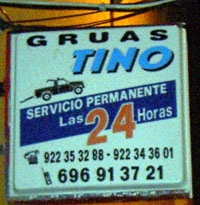 GRUAS
TINO
SERVICIO PERMANENTE
Las 24 Horas
922 35 32 88 - 922 34 36 01
696 91 37 21